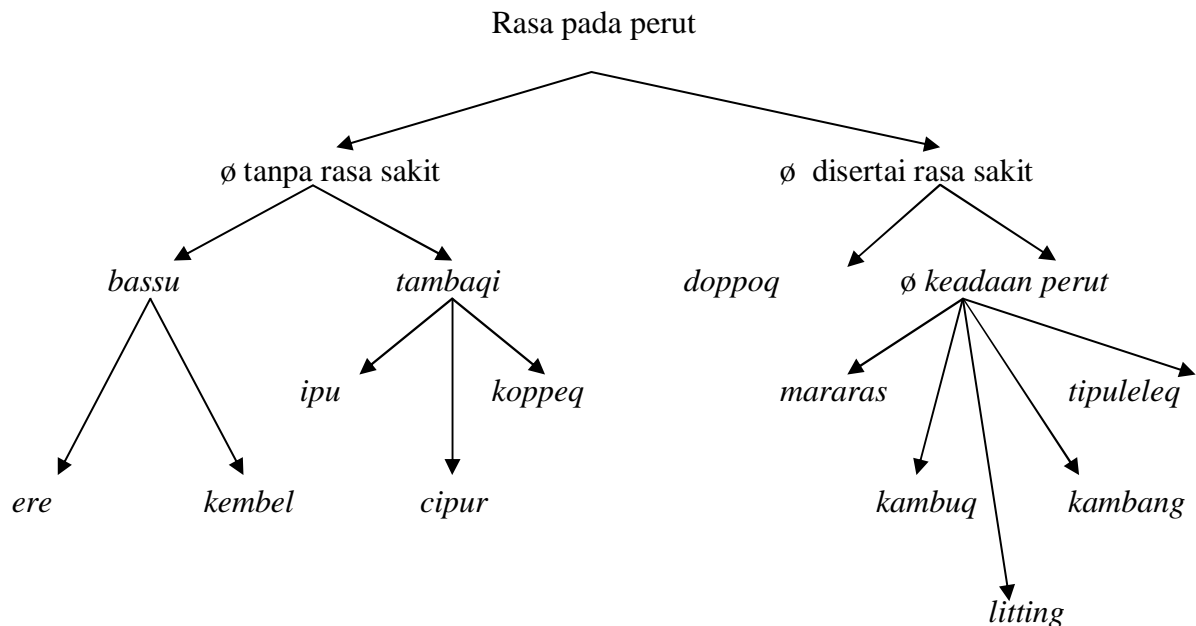 Rasa pada perut
ø tanpa rasa sakit ø disertai rasa sakit
bassu tambaqi doppoq ø keadaan perut
ipu koppeq mararas tipuleleq
ere kembel cipur kambuq kambang
litting